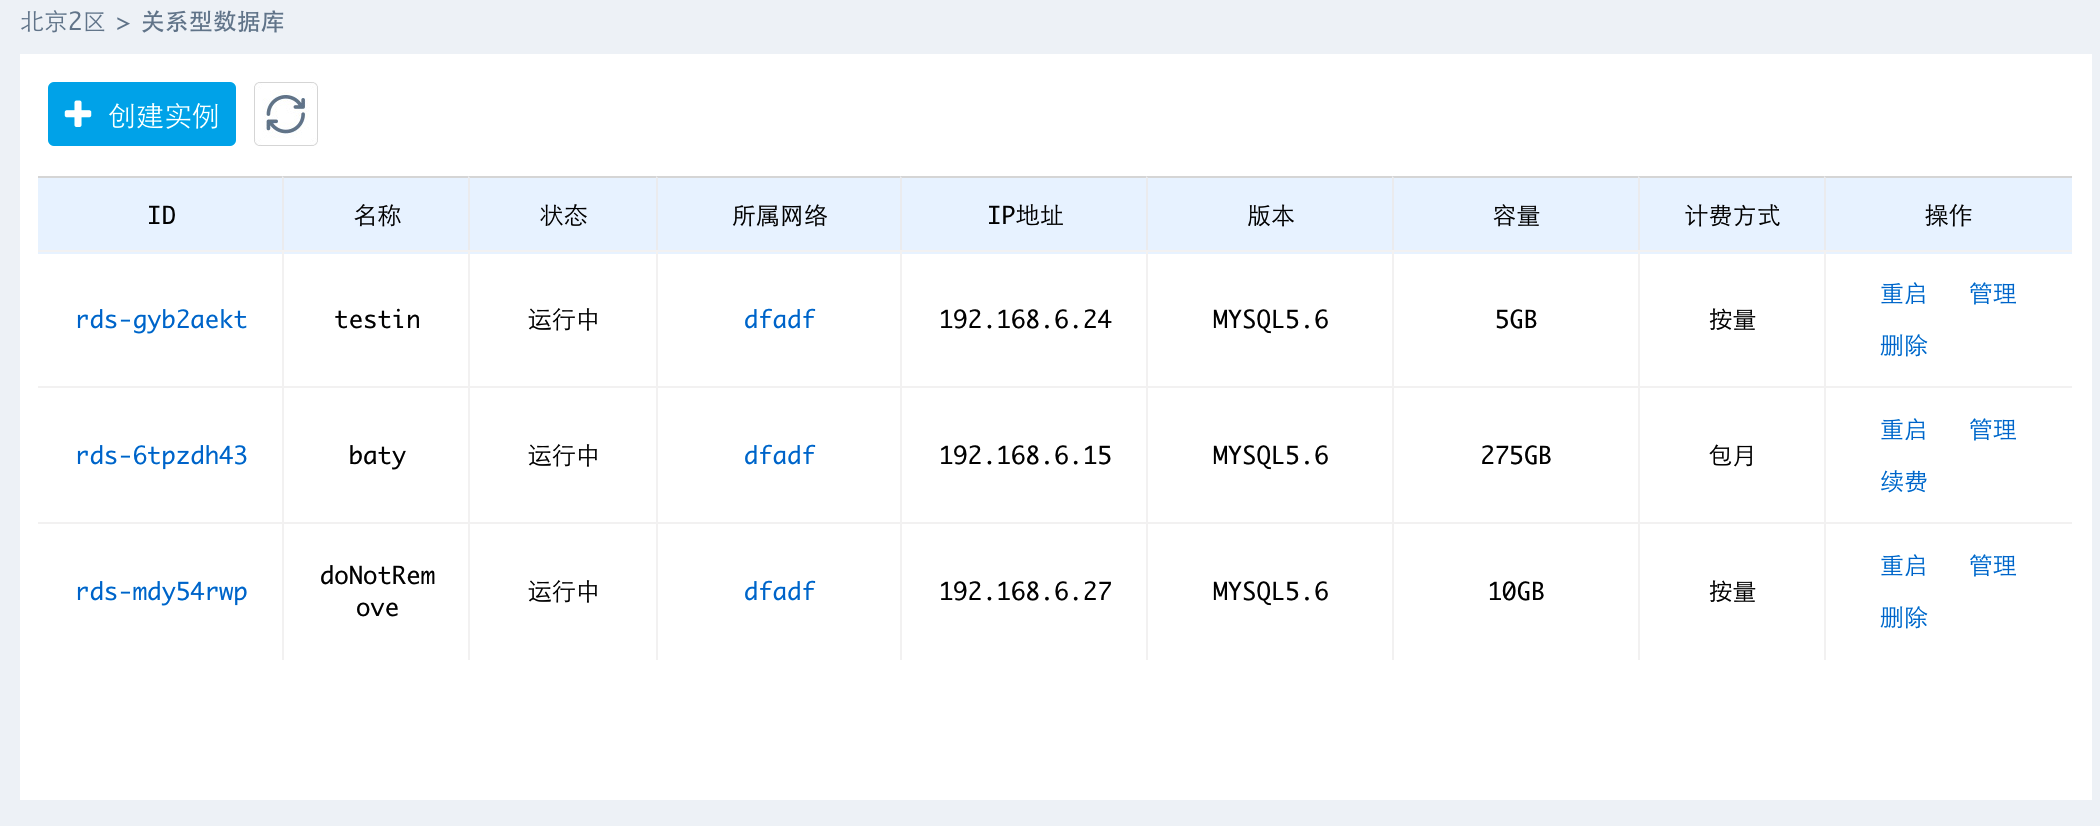 北京2区 > 关系型数据库
创建实例
ID 名称 状态 所属网络 IP地址 版本 容量 计费方式 操作
rds-gyb2aekt testin 运行中 dfadf 192.168.6.24 MYSQL5.6 5GB 按量 重启 管理
删除
rds-6tpzdh43 baty 运行中 dfadf 192.168.6.15 MYSQL5.6 275GB 包月 重启 管理
续费
rds-mdy54rwp doNotRem
ove 运行中 dfadf 192.168.6.27 MYSQL5.6 10GB 按量 重启 管理
删除